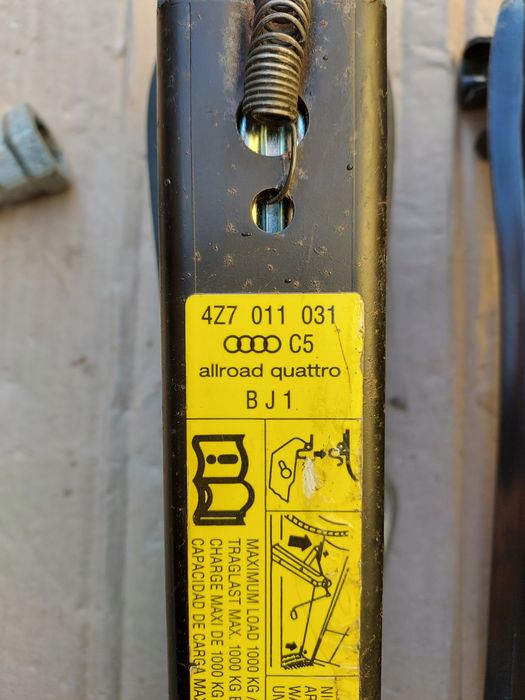 4Z7 011 031
C5
allroad quattro
BJ1
MAXIMUM LOAD 1000 KG
TRAGLAST MAX. 1000 KG
CHARGE MAXI DE 1000 KG
CAPACIDAD DE CARGA